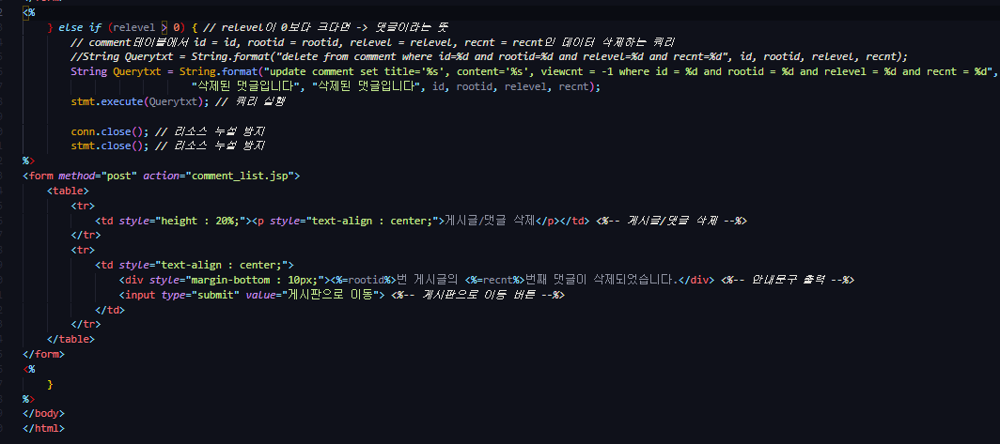 <%
} else if (relevel > 0) { // relevel이 0보다 크다면 -> 댓글이라는 뜻
// comment테이블에서 id = id, rootid = rootid, relevel = relevel, recnt = recnt인 데이터 삭제하는 쿼리
//String Querytxt = String.format("delete from comment where id=%d and rootid=%d and relevel=%d and recnt=%d", id, rootid, relevel, recnt);
String Querytxt = String.format("update comment set title='%s', content='%s', viewcnt = -1 where id = %d and rootid = %d and relevel = %d and recnt = %d",
"삭제된 댓글입니다", "삭제된 댓글입니다", id, rootid, relevel, recnt);
stmt.execute(Querytxt); // 쿼리 실행
conn.close(); // 리소스 누설 방지
stmt.close(); // 리소스 누설 방지
%>
<form method="post" action="comment_list.jsp">
<table>
<tr>
<td style="height : 20%;"><p style="text-align : center;">게시글/댓글 삭제</p></td> <%-- 게시글/댓글 삭제 --%>
</tr>
<tr>
<td style="text-align : center;">
<div style="margin-bottom : 10px;"><%=rootid%>번 게시글의 <%=recnt%>번째 댓글이 삭제되었습니다.</div> <%-- 안내문구 출력 --%>
<input type="submit" value="게시판으로 이동"> <%-- 게시판으로 이동 버튼 --%>
</td>
</tr>
</table>
</form>
<%
}
%>
</body>
</html>